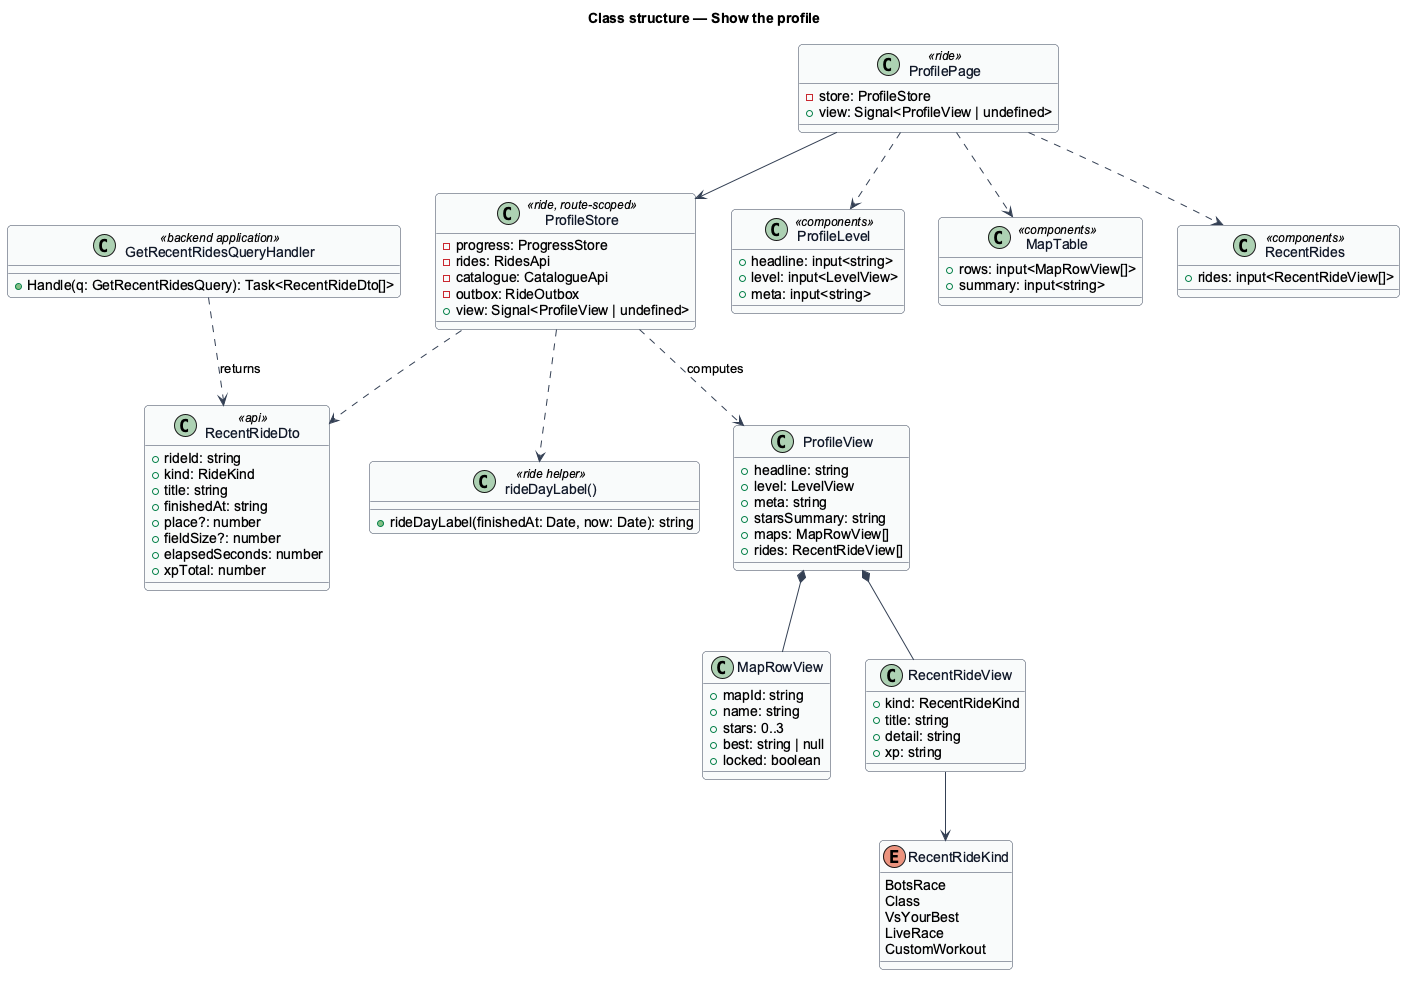 Class structure — Show the profile
«ride»
C
ProfilePage
store: ProfileStore
view: Signal<ProfileView | undefined>
«backend application»
C
GetRecentRidesQueryHandler
Handle(q: GetRecentRidesQuery): Task<RecentRideDto[]>
«ride, route-scoped»
C
ProfileStore
progress: ProgressStore
rides: RidesApi
catalogue: CatalogueApi
outbox: RideOutbox
view: Signal<ProfileView | undefined>
«components»
C
ProfileLevel
headline: input<string>
level: input<LevelView>
meta: input<string>
«components»
C
MapTable
rows: input<MapRowView[]>
summary: input<string>
«components»
C
RecentRides
rides: input<RecentRideView[]>
returns
computes
«api»
C
RecentRideDto
rideId: string
kind: RideKind
title: string
finishedAt: string
place?: number
fieldSize?: number
elapsedSeconds: number
xpTotal: number
«ride helper»
C
rideDayLabel()
rideDayLabel(finishedAt: Date, now: Date): string
C ProfileView
headline: string
level: LevelView
meta: string
starsSummary: string
maps: MapRowView[]
rides: RecentRideView[]
C MapRowView
mapId: string
name: string
stars: 0..3
best: string | null
locked: boolean
C RecentRideView
kind: RecentRideKind
title: string
detail: string
xp: string
E RecentRideKind
BotsRace
Class
VsYourBest
LiveRace
CustomWorkout